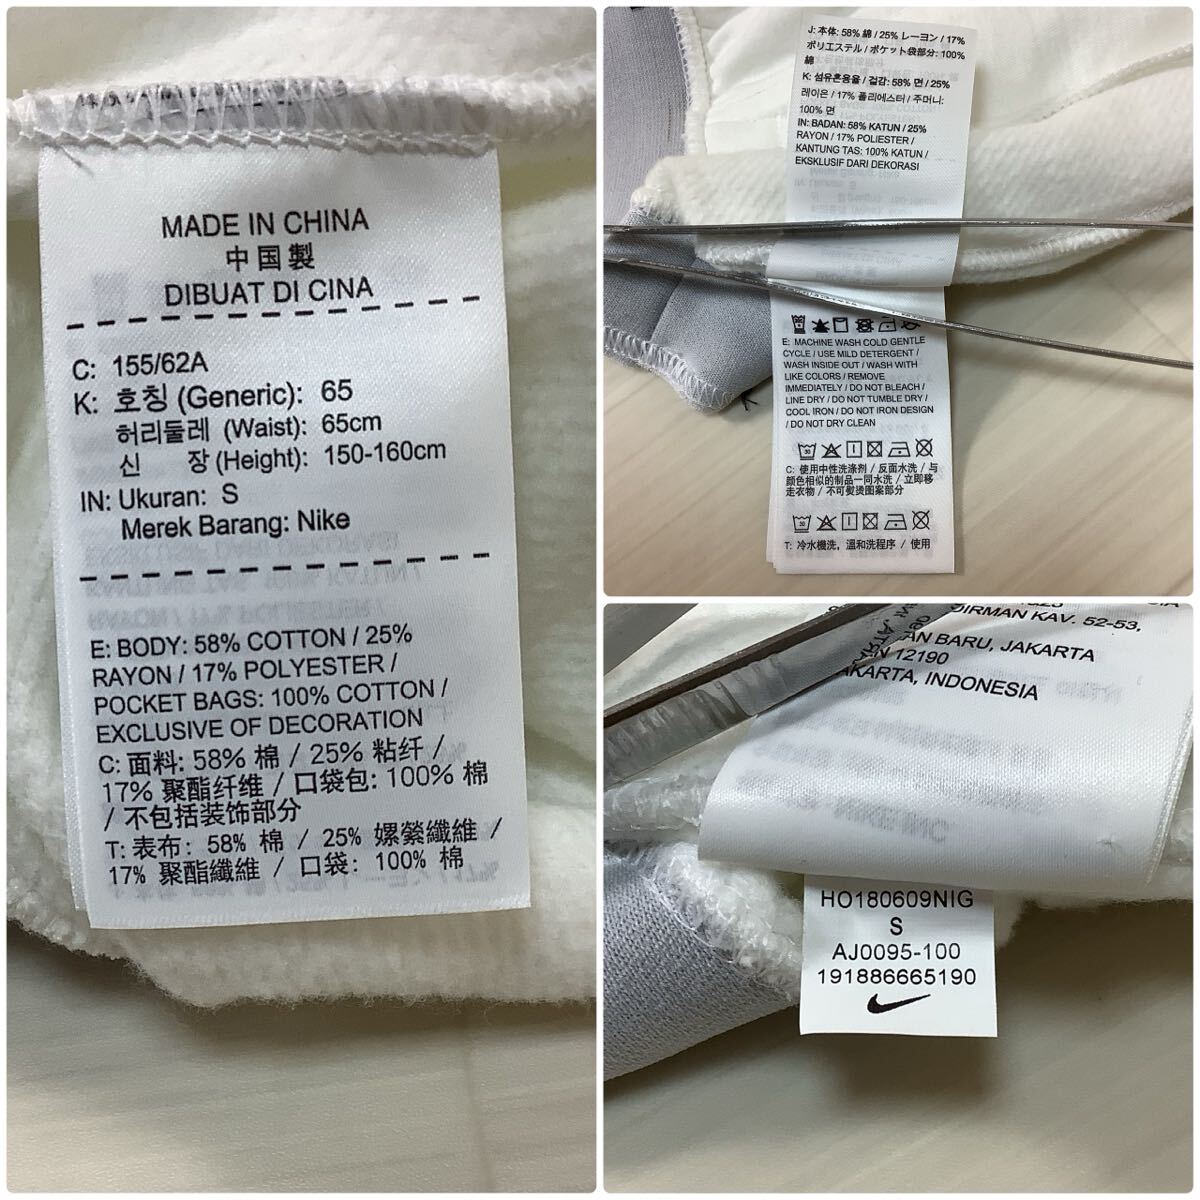 MADE IN CHINA
中国製
DIBUAT DI CINA
C: 155/62A
K: 호칭 (Generic): 65
허리둘레 (Waist): 65cm
신 장 (Height): 150-160cm
IN: Ukuran: S
Merek Barang: Nike
E: BODY: 58% COTTON / 25%
RAYON / 17% POLYESTER /
POCKET BAGS: 100% COTTON /
EXCLUSIVE OF DECORATION
C: 面料: 58% 棉 / 25% 粘纤 /
17% 聚酯纤维 / 口袋包: 100% 棉
/ 不包括装饰部分
T: 表布: 58% 棉 / 25% 嫘縈纖維 /
17% 聚酯纖維 / 口袋: 100% 棉
J: 本体: 58% 綿 / 25% レーヨン / 17%
ポリエステル / ポケット袋部分: 100%
綿
K: 섬유혼용율 / 겉감: 58% 면 / 25%
레이온 / 17% 폴리에스터 / 주머니:
100% 면
IN: BADAN: 58% KATUN / 25%
RAYON / 17% POLIESTER /
KANTUNG TAS: 100% KATUN /
EKSKLUSIF DARI DEKORASI
E: MACHINE WASH COLD GENTLE
CYCLE / USE MILD DETERGENT /
WASH INSIDE OUT / WASH WITH
LIKE COLORS / REMOVE
IMMEDIATELY / DO NOT BLEACH /
LINE DRY / DO NOT TUMBLE DRY /
COOL IRON / DO NOT IRON DESIGN
/ DO NOT DRY CLEAN
C: 使用中性洗涤剂 / 反面水洗 / 与
颜色相似的制品一同水洗 / 立即移
走衣物 / 不可熨烫图案部分
T: 冷水機洗，溫和洗程序 / 使用
DIRMAN KAV. 52-53,
AN BARU, JAKARTA
AN 12190
AKARTA, INDONESIA
HO180609NIG
S
AJ0095-100
191886665190